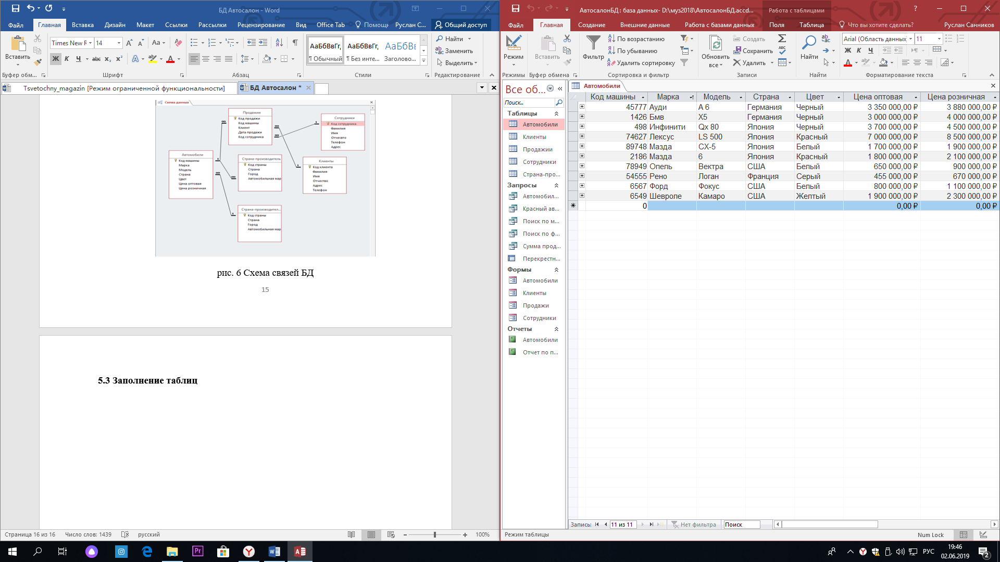 БД Автосалон - Word
Файл Главная Вставка Дизайн Макет Ссылки Рассылки Рецензирование Вид Office Tab Помощь Руслан С... Общий доступ
Вставить
Times New R 14
Аа
Ж К Ч abc x₂ x²
АаБбВвГг, АаБбВвГг, АаБбВ
¶ Обычный ¶ Без инте... Заголово...
Найти
Заменить
Выделить
Буфер обм... Шрифт Абзац Стили Редактирование
Tsvetochny_magazin [Режим ограниченной функциональности] БД Автосалон *
Схема данных
Продажи
Код продажи
Код машины
Клиент
Дата продажи
Код сотрудника
Сотрудники
Код сотрудника
Фамилия
Имя
Отчество
Телефон
Адрес
Автомобили
Код машины
Марка
Модель
Страна
Цвет
Цена оптовая
Цена розничная
Страна-производитель
Код страны
Страна
Город
Автомобильная мар
Клиенты
Код клиента
Фамилия
Имя
Отчество
Адрес
Телефон
Страна-производител...
Код страны
Страна
Город
Автомобильная мар
рис. 6 Схема связей БД
15
5.3 Заполнение таблиц
Страница 16 из 16 Число слов: 1439 русский 100%
АвтосалонБД : база данных- D:\муз2018\АвтосалонБД.accd... Работа с таблицами
Файл Главная Создание Внешние данные Работа с базами данных Поля Таблица Что вы хотите сделать? Руслан Санников
Режим
Вставить
Фильтр
По возрастанию
По убыванию
Удалить сортировку
Обновить
все
Создать
Сохранить
Удалить
Найти
Arial (Область данных 11
Ж К Ч
Режимы Буфер обмена Сортировка и фильтр Записи Найти Форматирование текста
Все об...
Поиск...
Таблицы
Автомобили
Клиенты
Продажи
Сотрудники
Страна-про...
Запросы
Автомобил...
Красный ав...
Поиск по м...
Поиск по ф...
Сумма прод...
Перекрестн...
Формы
Автомобили
Клиенты
Продажи
Сотрудники
Отчеты
Автомобили
Отчет по п...
Автомобили
Код машины Марка Модель Страна Цвет Цена оптовая Цена розничная
45777 Ауди А 6 Германия Черный 3 350 000,00 ₽ 3 880 000,00 ₽
1426 Бмв X5 Германия Черный 3 000 000,00 ₽ 4 000 000,00 ₽
498 Инфинити Qx 80 Япония Черный 3 700 000,00 ₽ 4 500 000,00 ₽
74627 Лексус LS 500 Япония Красный 7 000 000,00 ₽ 8 500 000,00 ₽
89748 Мазда CX-5 Япония Белый 1 700 000,00 ₽ 1 900 000,00 ₽
2186 Мазда 6 Япония Красный 1 800 000,00 ₽ 2 100 000,00 ₽
78949 Опель Вектра США Белый 650 000,00 ₽ 900 000,00 ₽
54555 Рено Логан Франция Серый 455 000,00 ₽ 670 000,00 ₽
6567 Форд Фокус США Белый 800 000,00 ₽ 1 100 000,00 ₽
6549 Шевроле Камаро США Желтый 1 900 000,00 ₽ 2 300 000,00 ₽
0 0,00 ₽ 0,00 ₽
Запись: 11 из 11 Нет фильтра Поиск
Режим таблицы Num Lock
РУС 19:46
02.06.2019 2